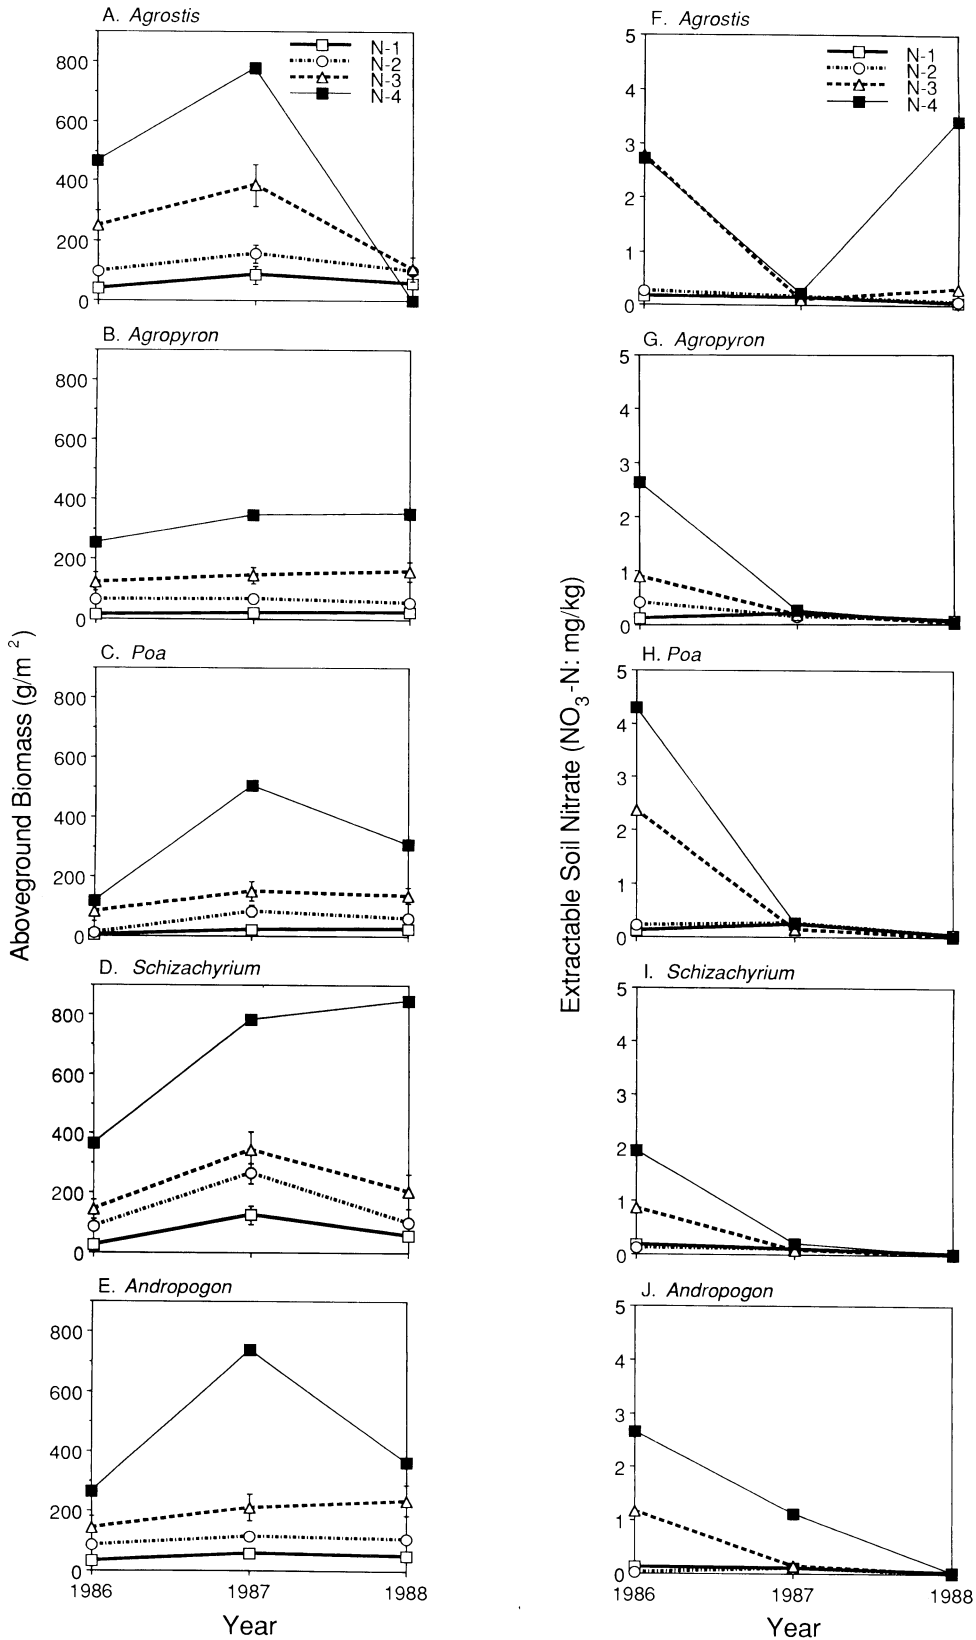 A. Agrostis
N-1
N-2
N-3
N-4
800
600
400
200
0
B. Agropyron
800
600
400
200
0
C. Poa
800
600
400
200
0
D. Schizachyrium
800
600
400
200
0
E. Andropogon
800
600
400
200
0
1986 1987 1988
Year
Aboveground Biomass (g/m²)
F. Agrostis
N-1
N-2
N-3
N-4
5
4
3
2
1
0
G. Agropyron
5
4
3
2
1
0
H. Poa
5
4
3
2
1
0
I. Schizachyrium
5
4
3
2
1
0
J. Andropogon
5
4
3
2
1
0
1986 1987 1988
Year
Extractable Soil Nitrate (NO₃-N: mg/kg)